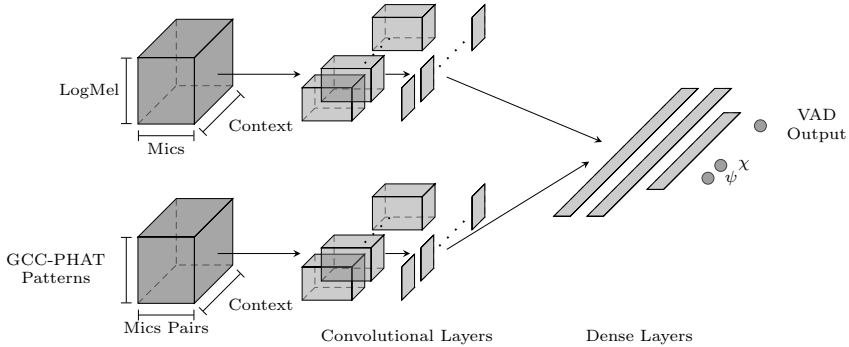 LogMel
Mics
Context
VAD
Output
χ
ψ
GCC-PHAT
Patterns
Context
Mics Pairs
Convolutional Layers
Dense Layers